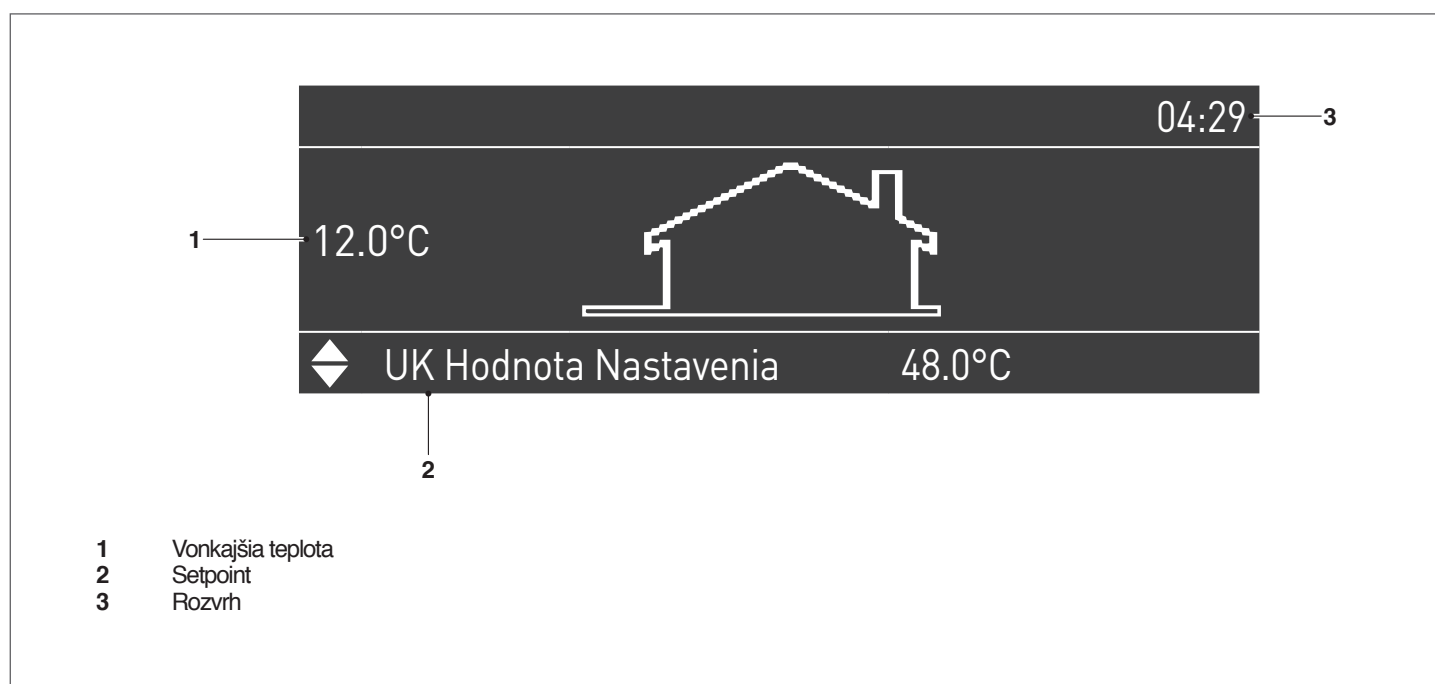 04:29
3
1
12.0°C
UK Hodnota Nastavenia 48.0°C
2
1 Vonkajšia teplota
2 Setpoint
3 Rozvrh